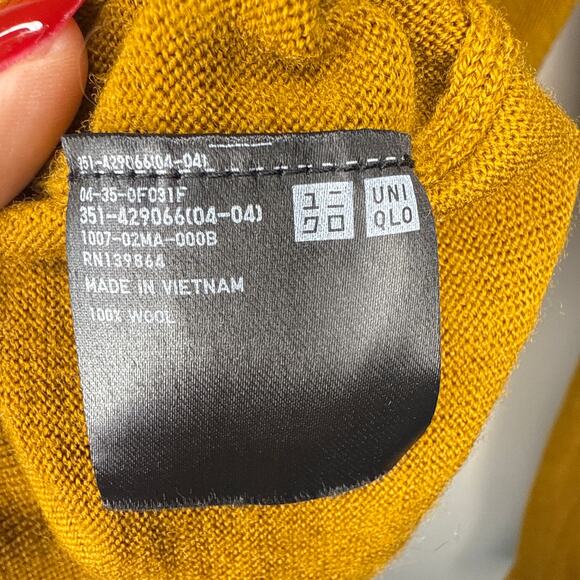 351-429066(04-04)
04-35-0F031F
351-429066(04-04)
1007-02MA-000B
RN139864
MADE IN VIETNAM
100% WOOL
ユニ
クロ
UNI
QLO